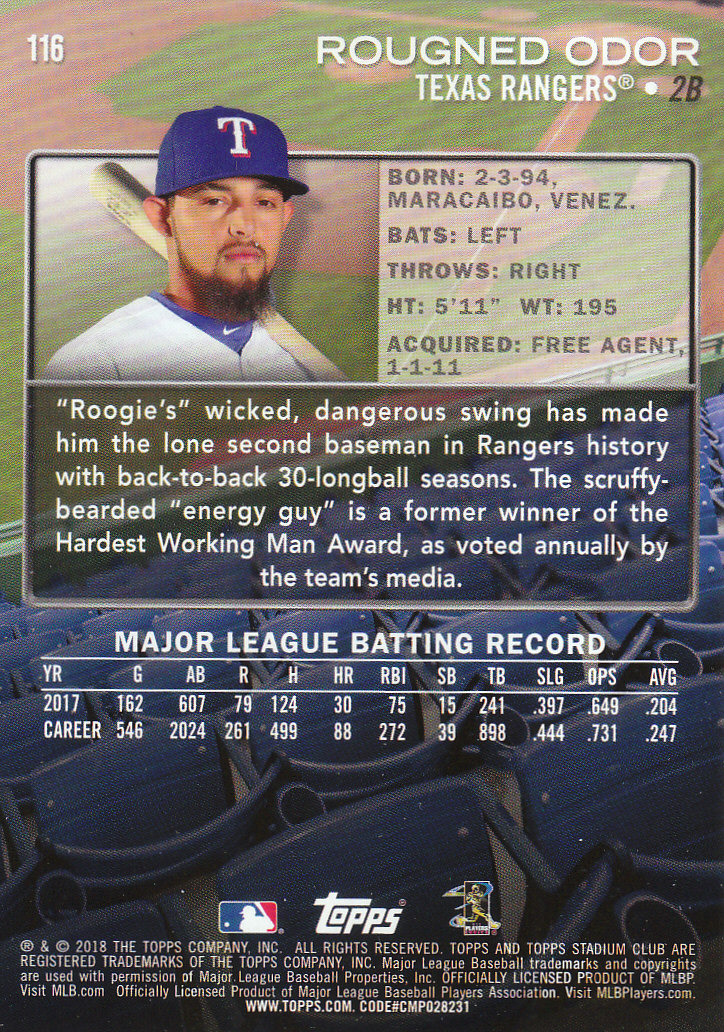 116
ROUGNED ODOR
TEXAS RANGERS® • 2B
T
BORN: 2-3-94,
MARACAIBO, VENEZ.
BATS: LEFT
THROWS: RIGHT
HT: 5'11" WT: 195
ACQUIRED: FREE AGENT,
1-1-11
"Roogie's" wicked, dangerous swing has made
him the lone second baseman in Rangers history
with back-to-back 30-longball seasons. The scruffy-
bearded "energy guy" is a former winner of the
Hardest Working Man Award, as voted annually by
the team's media.
MAJOR LEAGUE BATTING RECORD
YR G AB R H HR RBI SB TB SLG OPS AVG
2017 162 607 79 124 30 75 15 241 .397 .649 .204
CAREER 546 2024 261 499 88 272 39 898 .444 .731 .247
Topps®
PLAYERS
® & © 2018 THE TOPPS COMPANY, INC. ALL RIGHTS RESERVED. TOPPS AND TOPPS STADIUM CLUB ARE
REGISTERED TRADEMARKS OF THE TOPPS COMPANY, INC. Major League Baseball trademarks and copyrights
are used with permission of Major League Baseball Properties, Inc. OFFICIALLY LICENSED PRODUCT OF MLBP.
Visit MLB.com Officially Licensed Product of Major League Baseball Players Association. Visit MLBPlayers.com.
WWW.TOPPS.COM. CODE#CMP028231